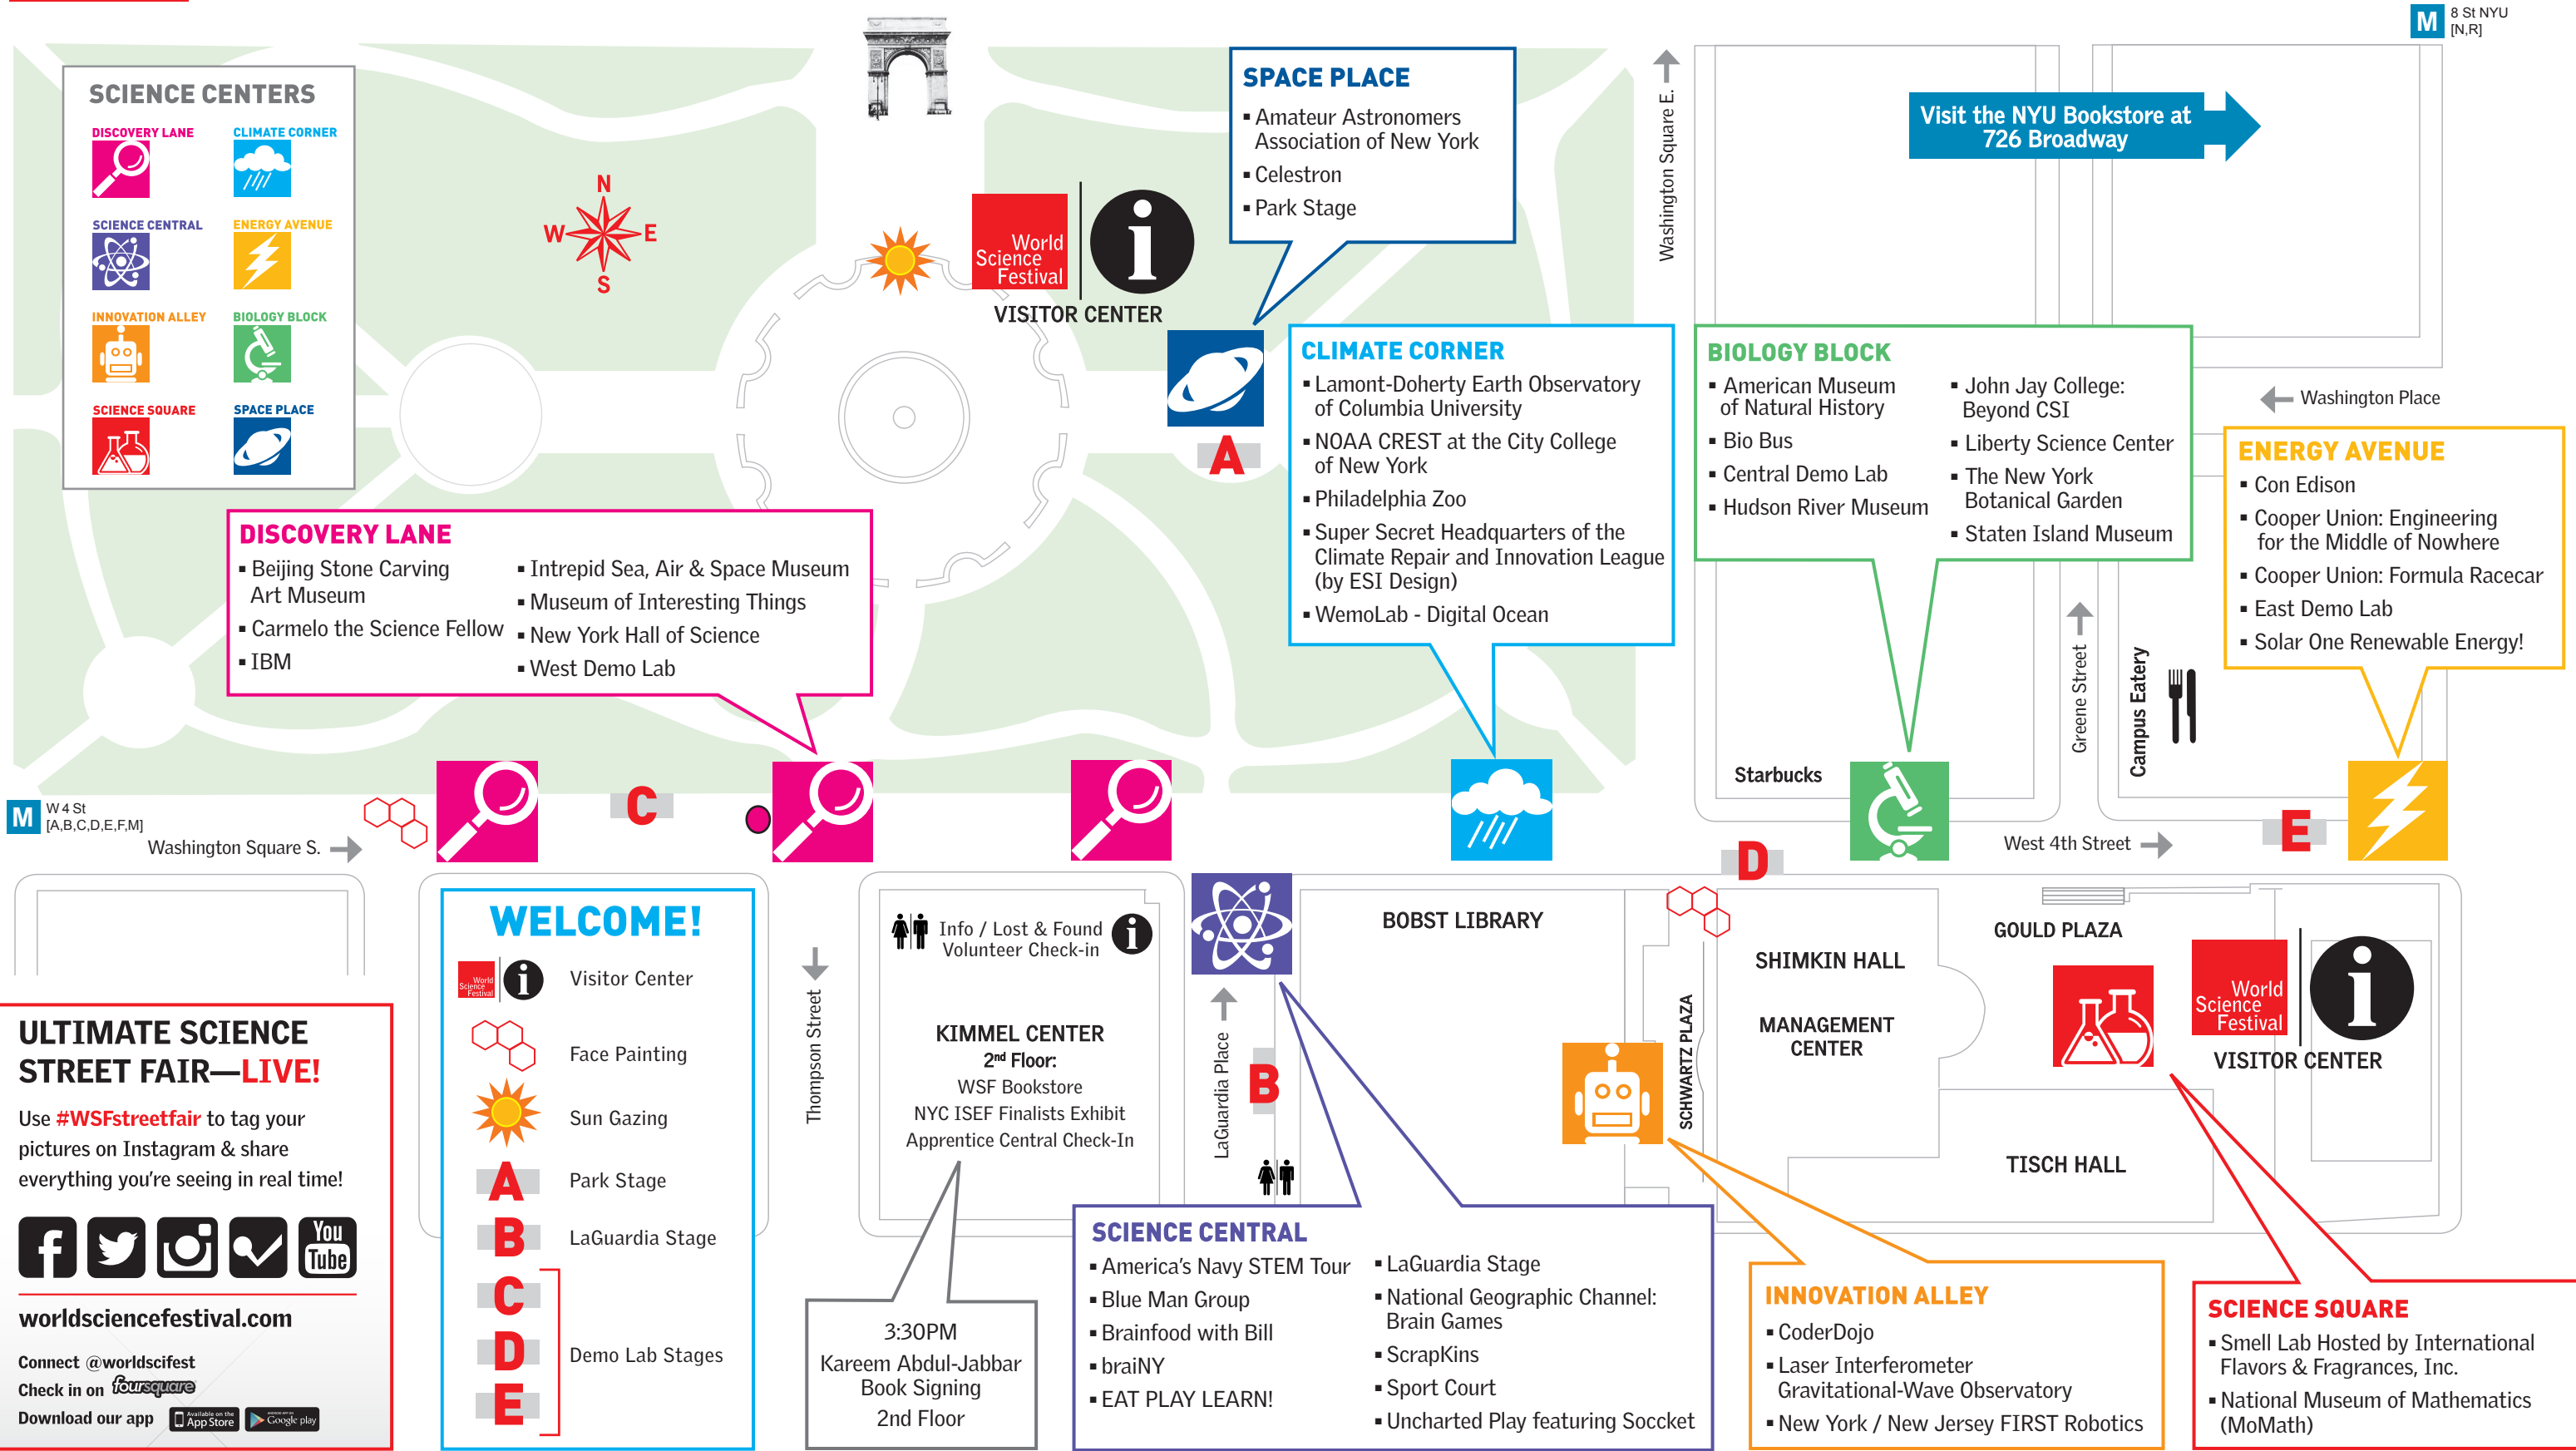 SCIENCE CENTERS
DISCOVERY LANE
CLIMATE CORNER
SCIENCE CENTRAL
ENERGY AVENUE
INNOVATION ALLEY
BIOLOGY BLOCK
SCIENCE SQUARE
SPACE PLACE
N
W E
S
World
Science
Festival
i
VISITOR CENTER
SPACE PLACE
▪ Amateur Astronomers
Association of New York
▪ Celestron
▪ Park Stage
A
Washington Square E.
M 8 St NYU
[N,R]
Visit the NYU Bookstore at
726 Broadway
CLIMATE CORNER
▪ Lamont-Doherty Earth Observatory
of Columbia University
▪ NOAA CREST at the City College
of New York
▪ Philadelphia Zoo
▪ Super Secret Headquarters of the
Climate Repair and Innovation League
(by ESI Design)
▪ WemoLab - Digital Ocean
BIOLOGY BLOCK
▪ American Museum
of Natural History
▪ Bio Bus
▪ Central Demo Lab
▪ Hudson River Museum
▪ John Jay College:
Beyond CSI
▪ Liberty Science Center
▪ The New York
Botanical Garden
▪ Staten Island Museum
Washington Place
ENERGY AVENUE
▪ Con Edison
▪ Cooper Union: Engineering
for the Middle of Nowhere
▪ Cooper Union: Formula Racecar
▪ East Demo Lab
▪ Solar One Renewable Energy!
DISCOVERY LANE
▪ Beijing Stone Carving
Art Museum
▪ Carmelo the Science Fellow
▪ IBM
▪ Intrepid Sea, Air & Space Museum
▪ Museum of Interesting Things
▪ New York Hall of Science
▪ West Demo Lab
Greene Street
Campus Eatery
Starbucks
M W 4 St
[A,B,C,D,E,F,M]
Washington Square S.
C
D
West 4th Street
E
WELCOME!
World
Science
Festival
i
Visitor Center
Face Painting
Sun Gazing
A Park Stage
B LaGuardia Stage
C
D Demo Lab Stages
E
Thompson Street
Info / Lost & Found
Volunteer Check-in
i
KIMMEL CENTER
2nd Floor:
WSF Bookstore
NYC ISEF Finalists Exhibit
Apprentice Central Check-In
3:30PM
Kareem Abdul-Jabbar
Book Signing
2nd Floor
LaGuardia Place
B
BOBST LIBRARY
SCHWARTZ PLAZA
SHIMKIN HALL
MANAGEMENT
CENTER
GOULD PLAZA
TISCH HALL
World
Science
Festival
i
VISITOR CENTER
SCIENCE CENTRAL
▪ America's Navy STEM Tour
▪ Blue Man Group
▪ Brainfood with Bill
▪ braiNY
▪ EAT PLAY LEARN!
▪ LaGuardia Stage
▪ National Geographic Channel:
Brain Games
▪ ScrapKins
▪ Sport Court
▪ Uncharted Play featuring Soccket
INNOVATION ALLEY
▪ CoderDojo
▪ Laser Interferometer
Gravitational-Wave Observatory
▪ New York / New Jersey FIRST Robotics
SCIENCE SQUARE
▪ Smell Lab Hosted by International
Flavors & Fragrances, Inc.
▪ National Museum of Mathematics
(MoMath)
ULTIMATE SCIENCE
STREET FAIR—LIVE!
Use #WSFstreetfair to tag your
pictures on Instagram & share
everything you're seeing in real time!
f
You
Tube
worldsciencefestival.com
Connect @worldscifest
Check in on foursquare
Download our app
Available on the
App Store
Google play